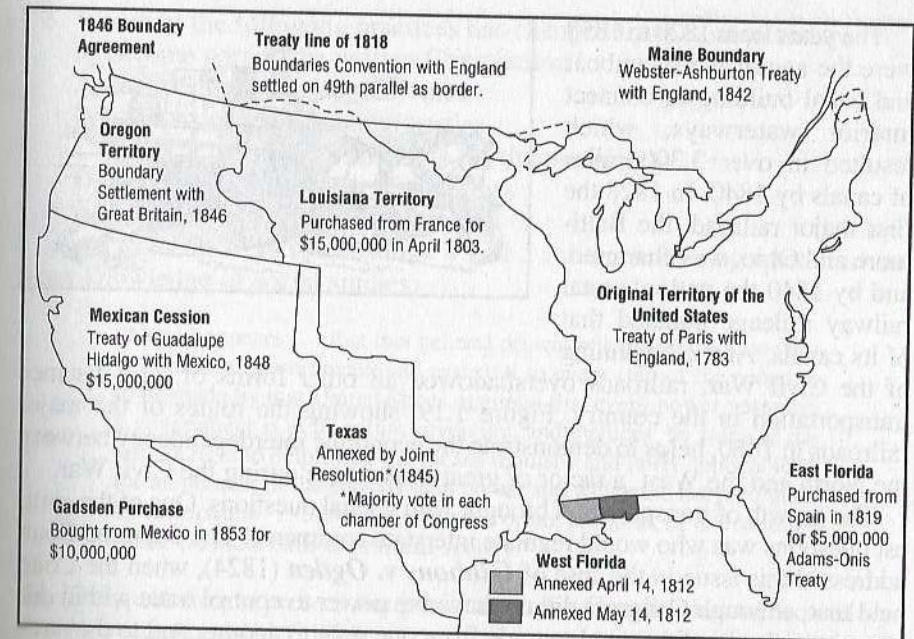 1846 Boundary
Agreement
Treaty line of 1818
Boundaries Convention with England
settled on 49th parallel as border.
Maine Boundary
Webster-Ashburton Treaty
with England, 1842
Oregon
Territory
Boundary
Settlement with
Great Britain, 1846
Louisiana Territory
Purchased from France for
$15,000,000 in April 1803.
Original Territory of the
United States
Treaty of Paris with
England, 1783
Mexican Cession
Treaty of Guadalupe
Hidalgo with Mexico, 1848
$15,000,000
Texas
Annexed by Joint
Resolution*(1845)
*Majority vote in each
chamber of Congress
Gadsden Purchase
Bought from Mexico in 1853 for
$10,000,000
East Florida
Purchased from
Spain in 1819
for $5,000,000
Adams-Onis
Treaty
West Florida
Annexed April 14, 1812
Annexed May 14, 1812